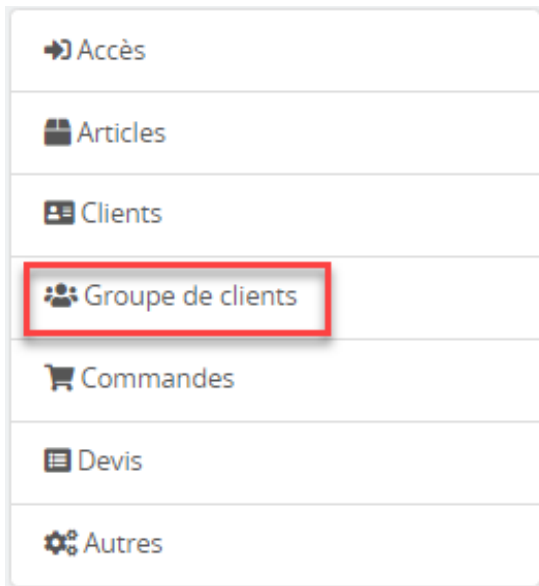 Accès
Articles
Clients
Groupe de clients
Commandes
Devis
Autres